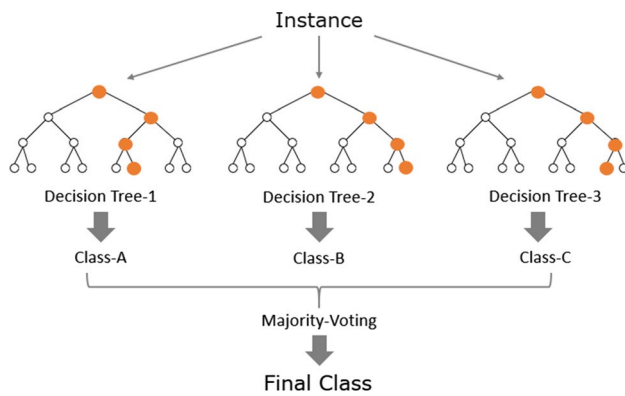 Instance
Decision Tree-1 Decision Tree-2 Decision Tree-3
Class-A Class-B Class-C
Majority-Voting
Final Class